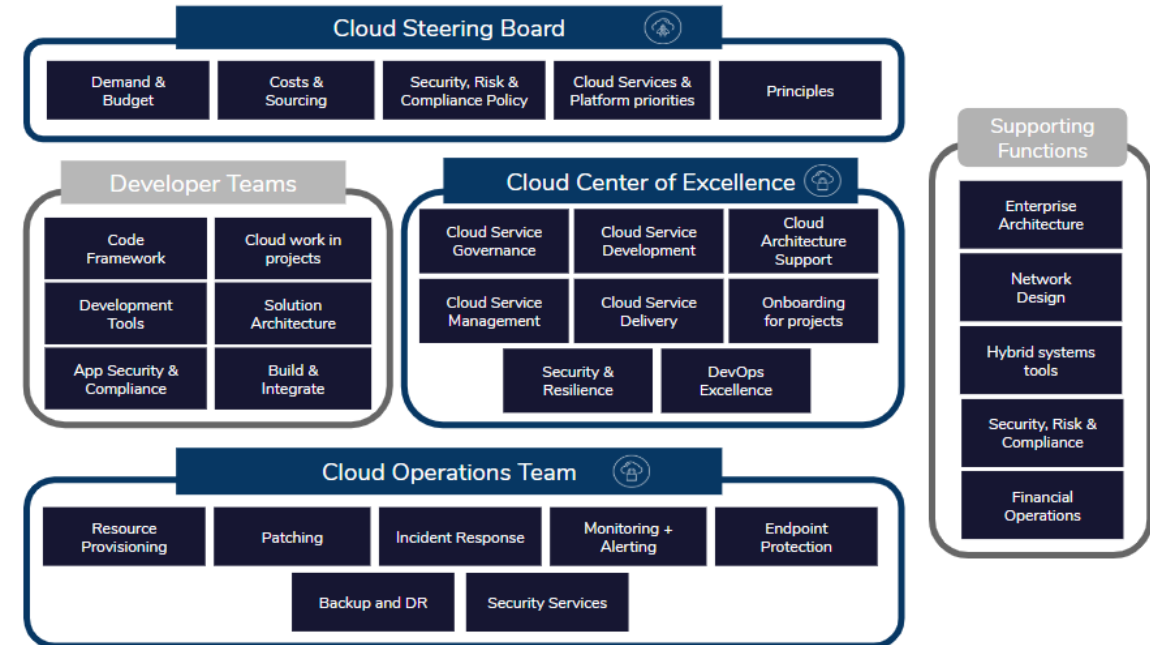 Cloud Steering Board
Demand &
Budget
Costs &
Sourcing
Security, Risk &
Compliance Policy
Cloud Services &
Platform priorities
Principles
Developer Teams
Code
Framework
Cloud work in
projects
Development
Tools
Solution
Architecture
App Security &
Compliance
Build &
Integrate
Cloud Center of Excellence
Cloud Service
Governance
Cloud Service
Development
Cloud
Architecture
Support
Cloud Service
Management
Cloud Service
Delivery
Onboarding
for projects
Security &
Resilience
DevOps
Excellence
Cloud Operations Team
Resource
Provisioning
Patching
Incident Response
Monitoring +
Alerting
Endpoint
Protection
Backup and DR
Security Services
Supporting
Functions
Enterprise
Architecture
Network
Design
Hybrid systems
tools
Security, Risk &
Compliance
Financial
Operations